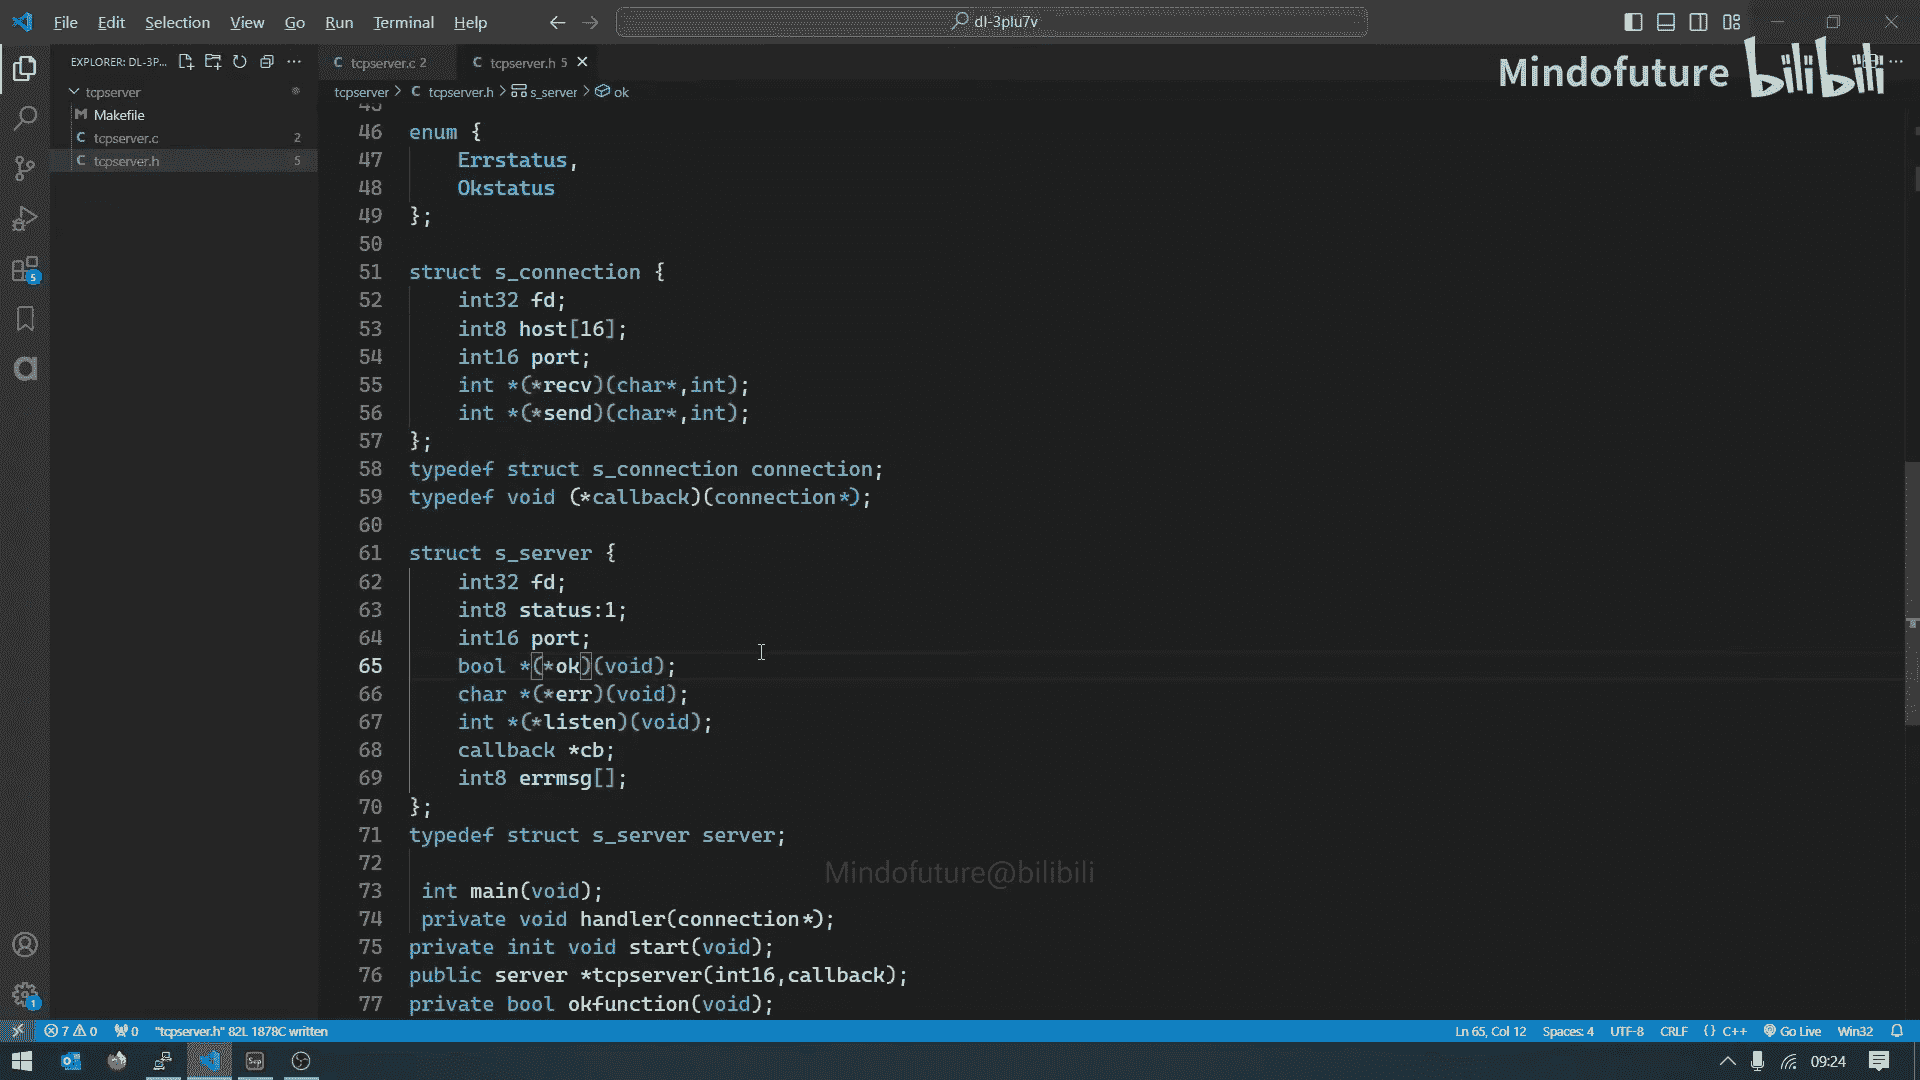 File Edit Selection View Go Run Terminal Help
dl-3plu7v
Mindofuture bilibili
EXPLORER: DL-3P...
tcpserver.c 2
tcpserver.h 5
tcpserver
tcpserver > C tcpserver.h > s_server > ok
M Makefile
C tcpserver.c 2
C tcpserver.h 5
45
46 enum {
47 Errstatus,
48 Okstatus
49 };
50
51 struct s_connection {
52 int32 fd;
53 int8 host[16];
54 int16 port;
55 int *(*recv)(char*,int);
56 int *(*send)(char*,int);
57 };
58 typedef struct s_connection connection;
59 typedef void (*callback)(connection*);
60
61 struct s_server {
62 int32 fd;
63 int8 status:1;
64 int16 port;
65 bool *(*ok)(void);
66 char *(*err)(void);
67 int *(*listen)(void);
68 callback *cb;
69 int8 errmsg[];
70 };
71 typedef struct s_server server;
72
Mindofuture@bilibili
73 int main(void);
74 private void handler(connection*);
75 private init void start(void);
76 public server *tcpserver(int16,callback);
77 private bool okfunction(void);
5
1
7 0 0 "tcpserver.h" 82L 1878C written
Ln 65, Col 12 Spaces: 4 UTF-8 CRLF {} C++ Go Live Win32
09:24